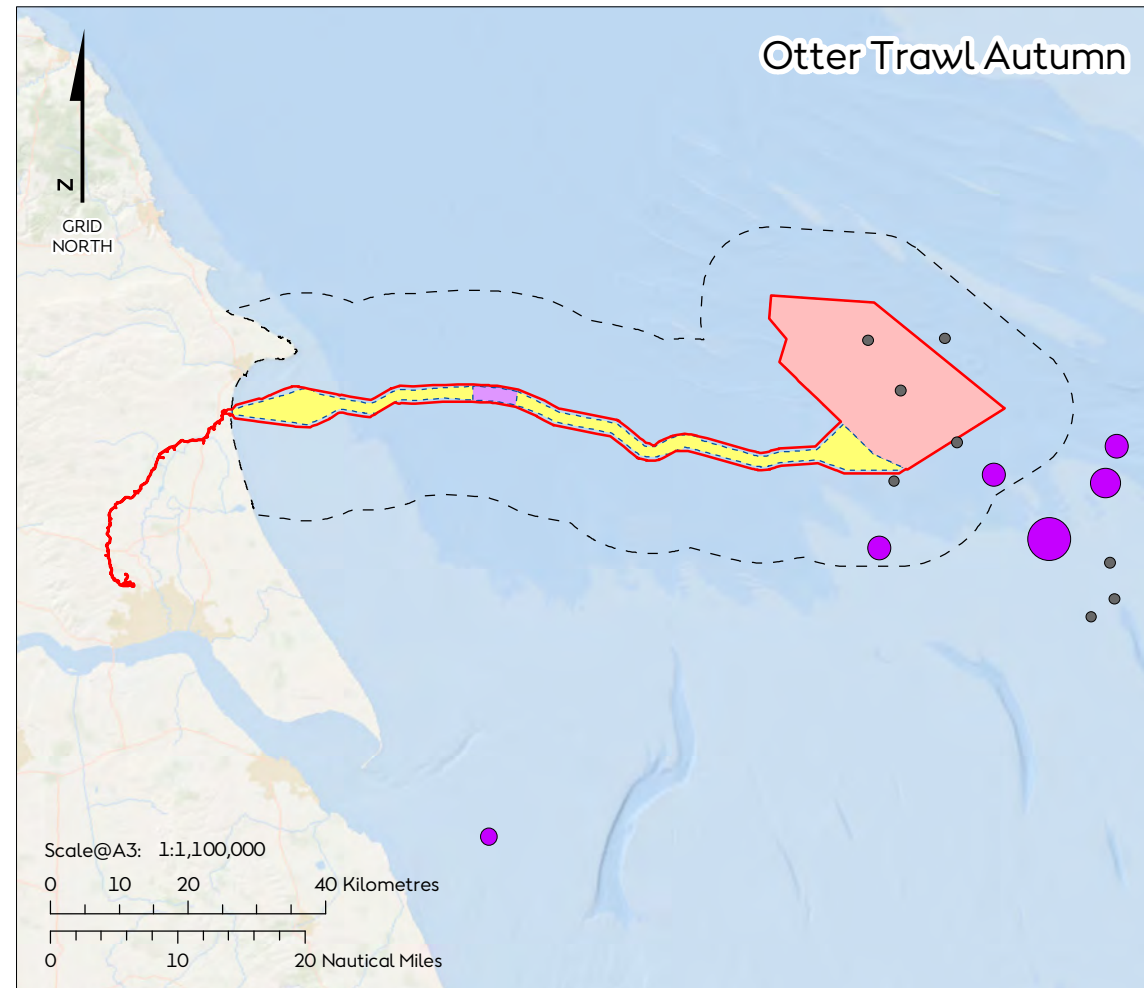 Otter Trawl Autumn
N
GRID
NORTH
Scale@A3: 1:1,100,000
0 10 20 40 Kilometres
0 10 20 Nautical Miles